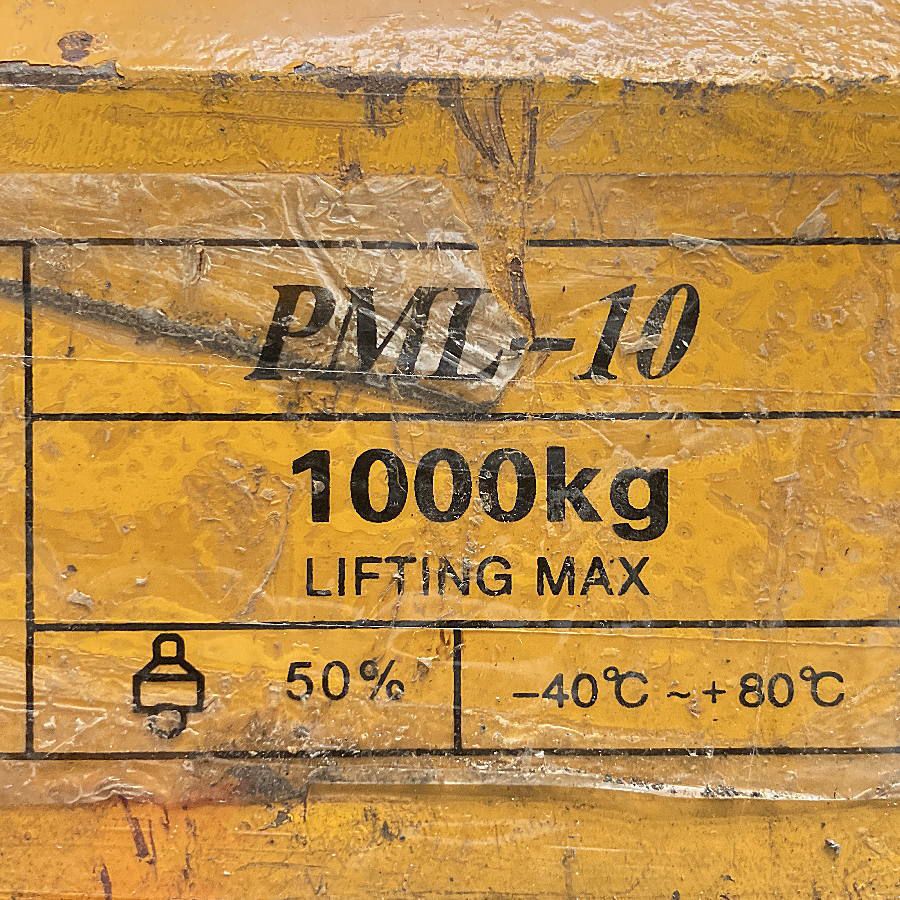 PML-10
1000kg
LIFTING MAX
50% -40℃ ~ +80℃